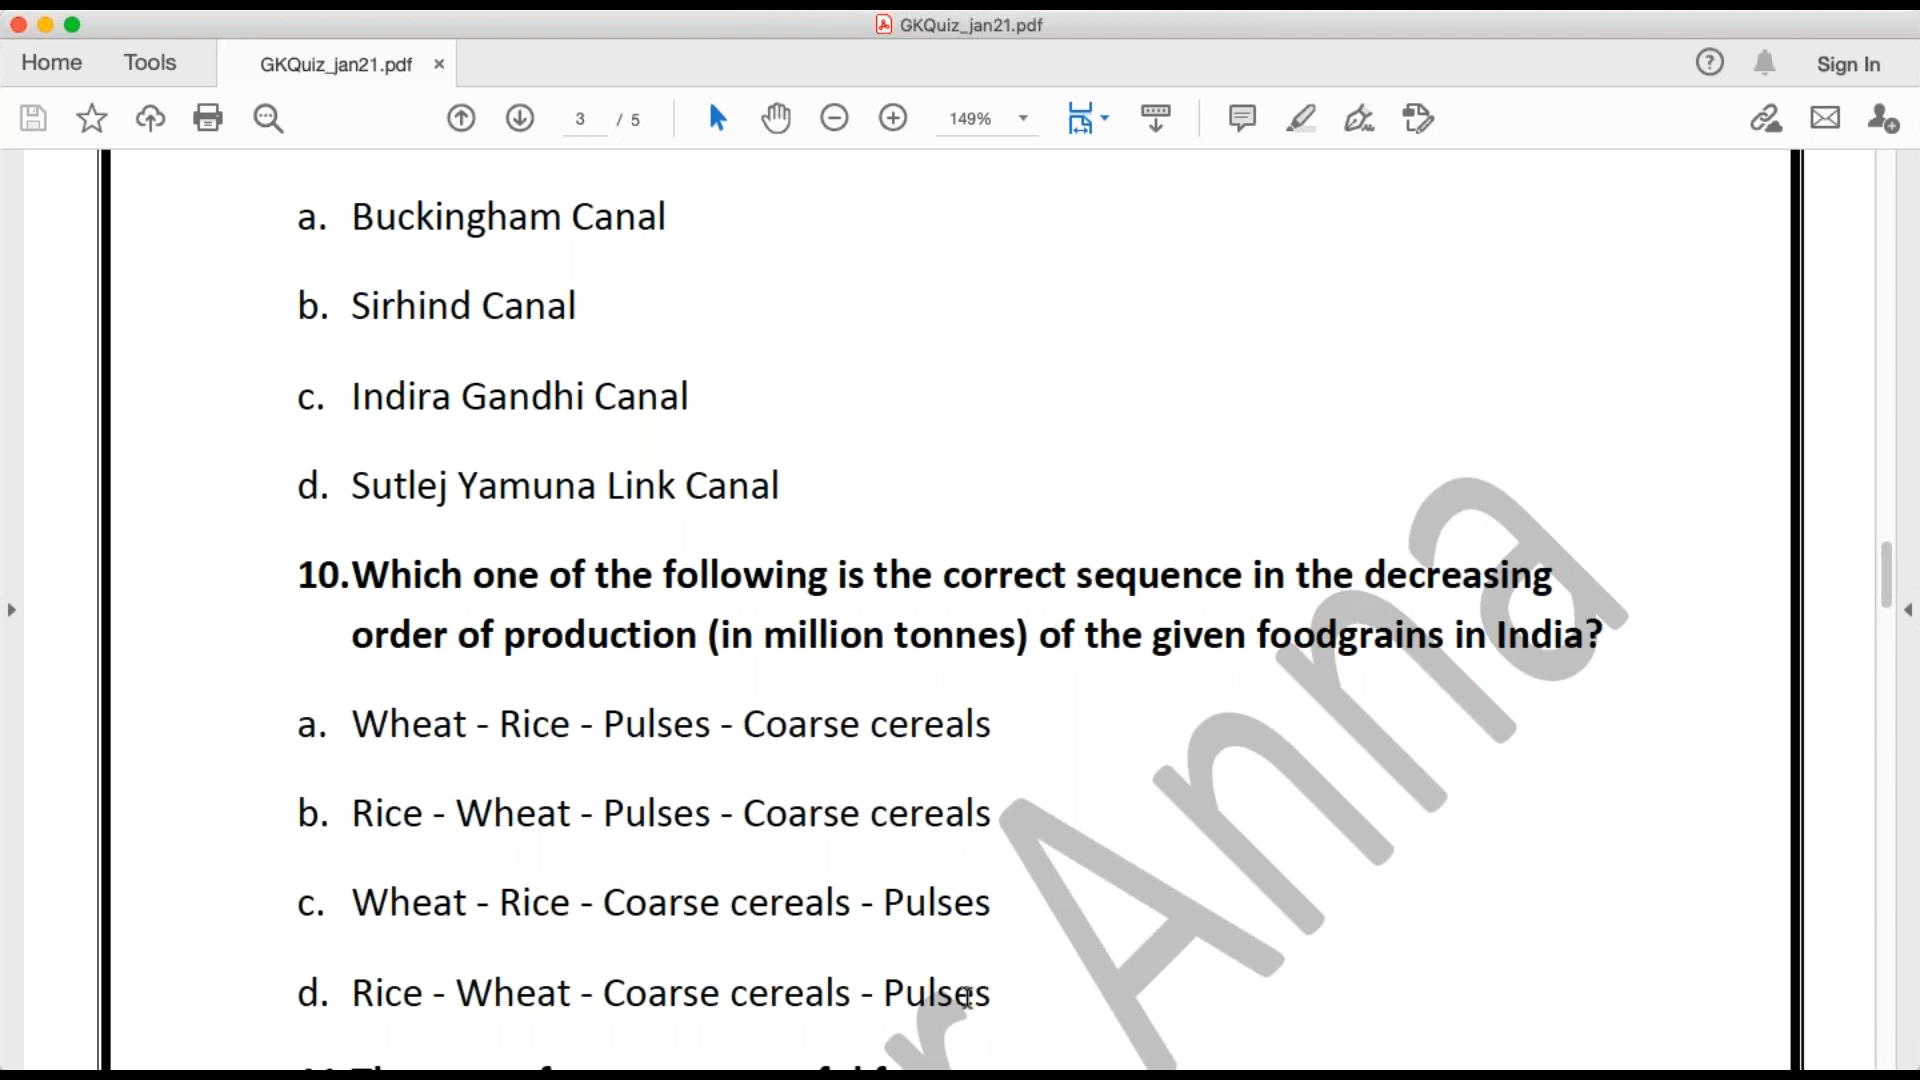 GKQuiz_jan21.pdf
Home Tools GKQuiz_jan21.pdf × ? Sign In
3 / 5 149%
a. Buckingham Canal
b. Sirhind Canal
c. Indira Gandhi Canal
d. Sutlej Yamuna Link Canal
10.Which one of the following is the correct sequence in the decreasing
order of production (in million tonnes) of the given foodgrains in India?
a. Wheat - Rice - Pulses - Coarse cereals
b. Rice - Wheat - Pulses - Coarse cereals
c. Wheat - Rice - Coarse cereals - Pulses
d. Rice - Wheat - Coarse cereals - Pulses
Anna